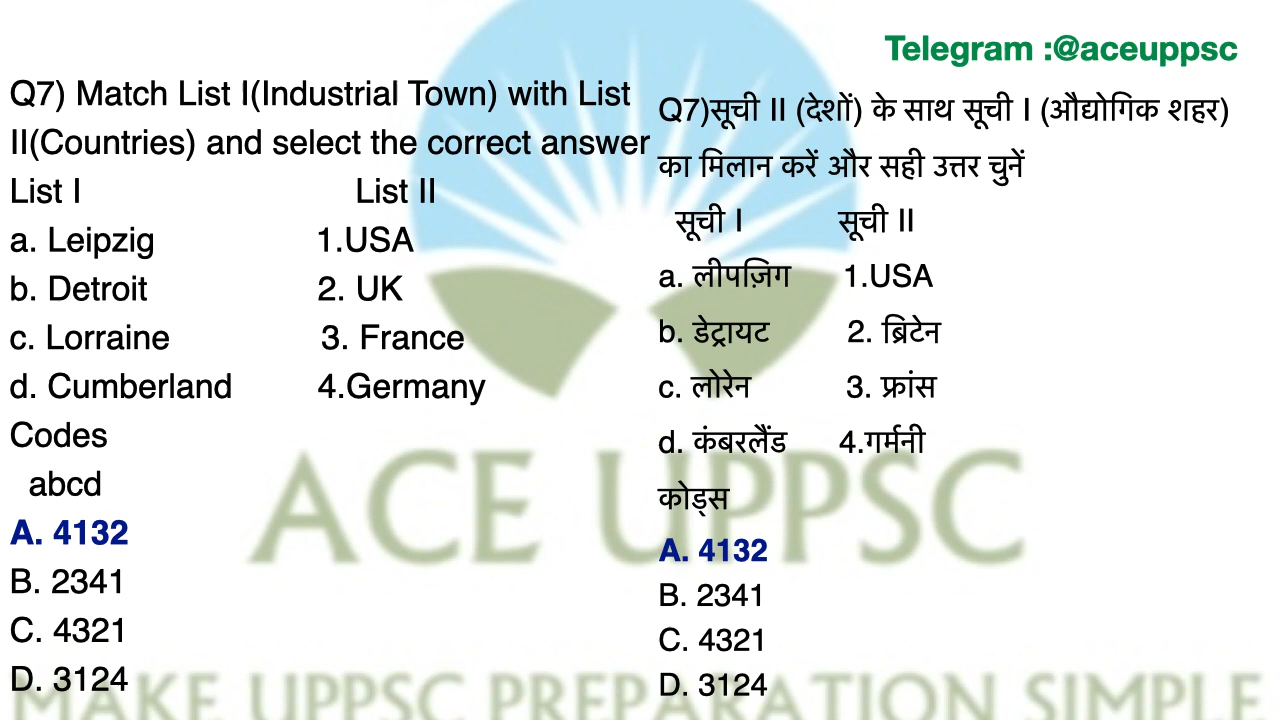 Telegram :@aceuppsc
Q7) Match List I(Industrial Town) with List
II(Countries) and select the correct answer
List I List II
a. Leipzig 1.USA
b. Detroit 2. UK
c. Lorraine 3. France
d. Cumberland 4.Germany
Codes
abcd
A. 4132
B. 2341
C. 4321
D. 3124
Q7)सूची II (देशों) के साथ सूची I (औद्योगिक शहर)
का मिलान करें और सही उत्तर चुनें
सूची I सूची II
a. लीपज़िग 1.USA
b. डेट्रायट 2. ब्रिटेन
c. लोरेन 3. फ्रांस
d. कंबरलैंड 4.गर्मनी
कोड्स
A. 4132
B. 2341
C. 4321
D. 3124
ACE UPPSC
MAKE UPPSC PREPARATION SIMPLE